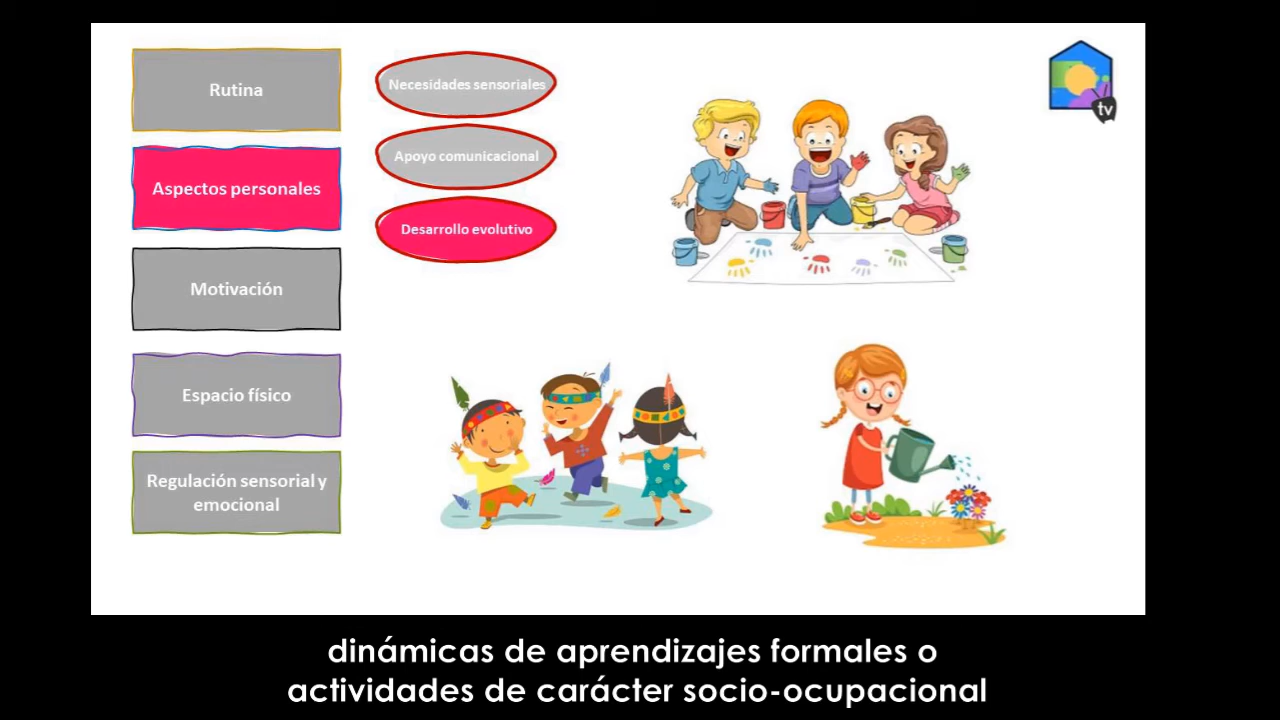 Rutina
Aspectos personales
Motivación
Espacio físico
Regulación sensorial y
emocional
Necesidades sensoriales
Apoyo comunicacional
Desarrollo evolutivo
tv
dinámicas de aprendizajes formales o
actividades de carácter socio-ocupacional